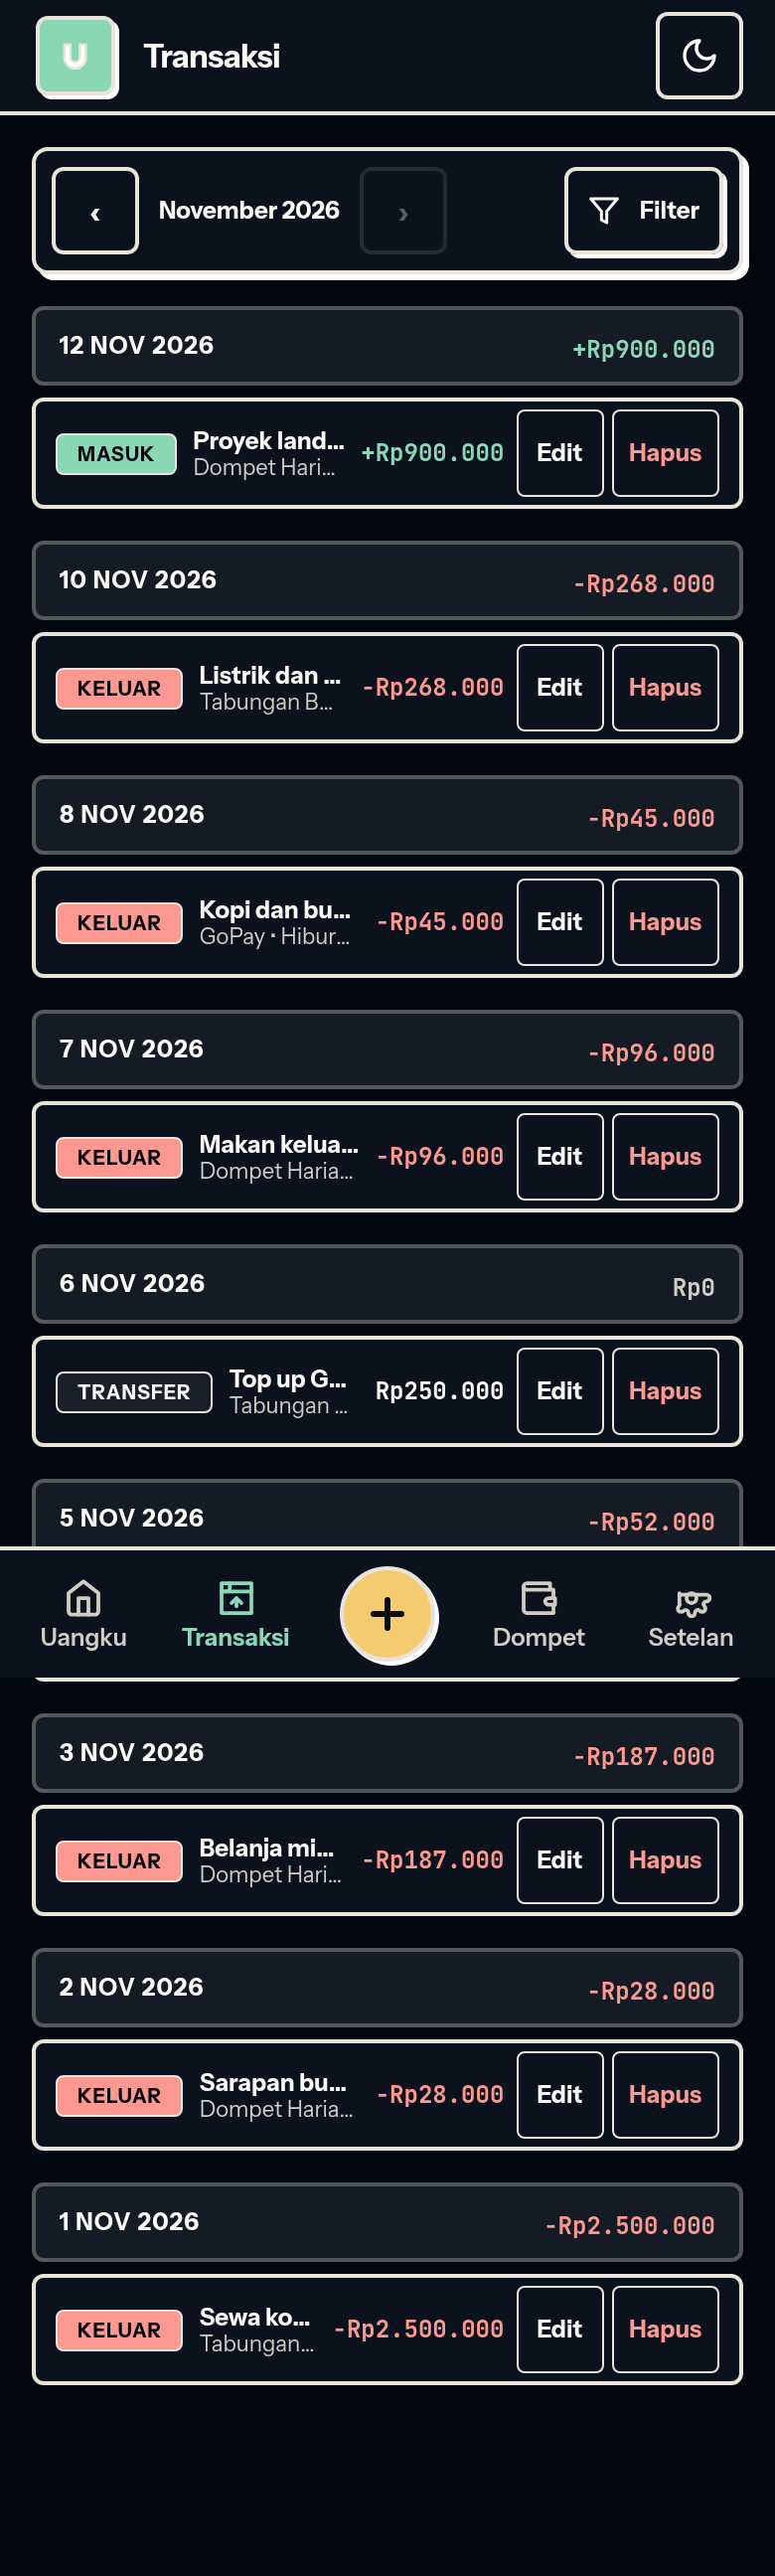 U
Transaksi
‹ November 2026 › Filter
12 NOV 2026 +Rp900.000
MASUK Proyek land... +Rp900.000 Edit Hapus
Dompet Hari...
10 NOV 2026 -Rp268.000
KELUAR Listrik dan ... -Rp268.000 Edit Hapus
Tabungan B...
8 NOV 2026 -Rp45.000
KELUAR Kopi dan bu... -Rp45.000 Edit Hapus
GoPay • Hibur...
7 NOV 2026 -Rp96.000
KELUAR Makan kelua... -Rp96.000 Edit Hapus
Dompet Haria...
6 NOV 2026 Rp0
TRANSFER Top up G... Rp250.000 Edit Hapus
Tabungan ...
5 NOV 2026 -Rp52.000
Uangku Transaksi + Dompet Setelan
3 NOV 2026 -Rp187.000
KELUAR Belanja mi... -Rp187.000 Edit Hapus
Dompet Hari...
2 NOV 2026 -Rp28.000
KELUAR Sarapan bu... -Rp28.000 Edit Hapus
Dompet Haria...
1 NOV 2026 -Rp2.500.000
KELUAR Sewa ko... -Rp2.500.000 Edit Hapus
Tabungan...